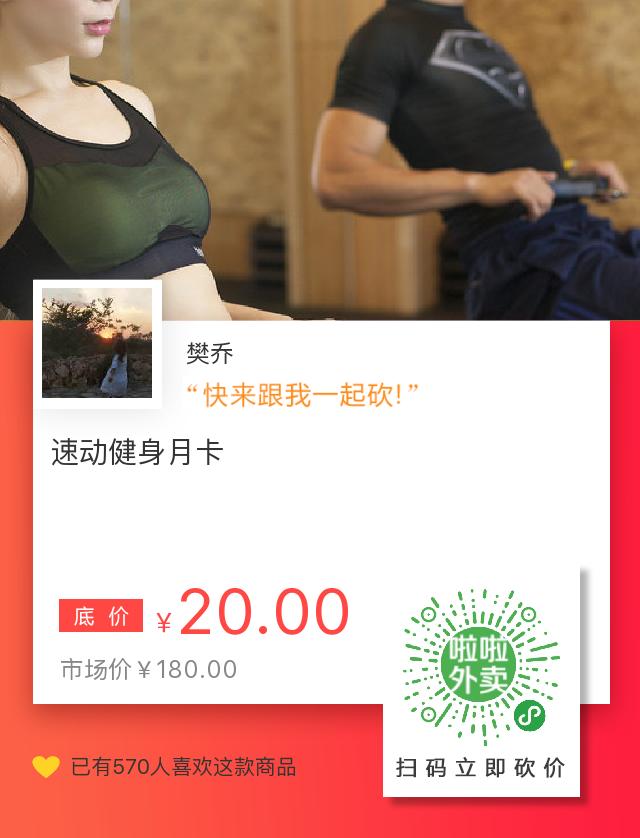 樊乔
“快来跟我一起砍!”
速动健身月卡
底价 ¥20.00
市场价¥180.00
啦啦
外卖
扫码立即砍价
已有570人喜欢这款商品